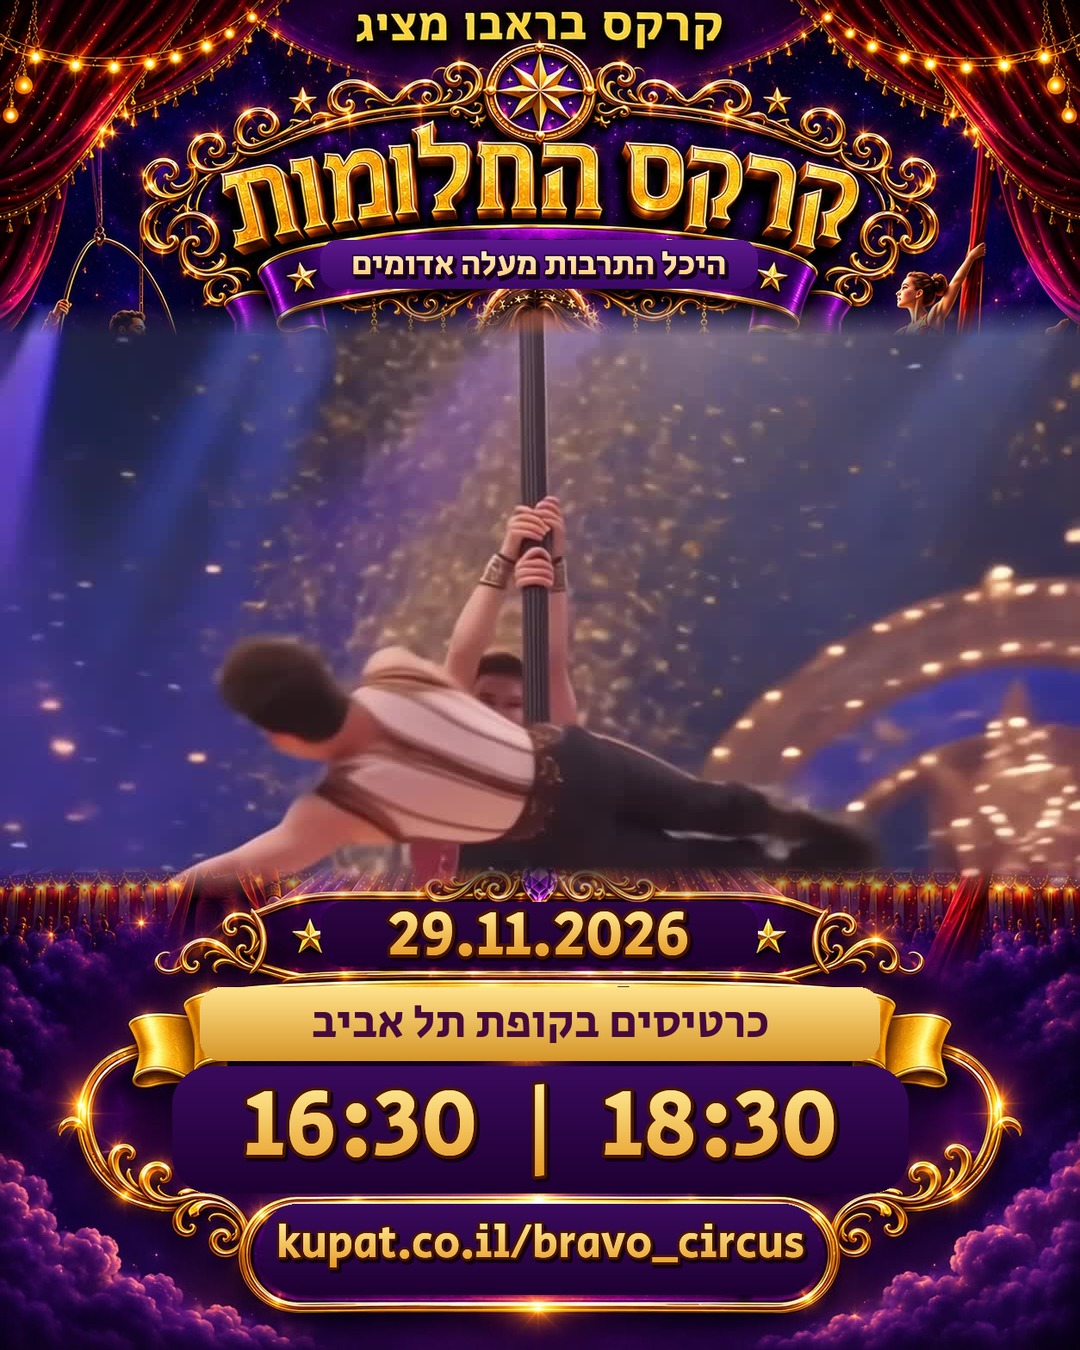 קרקס בראבו מציג
קרקס החלומות
היכל התרבות מעלה אדומים
29.11.2026
כרטיסים בקופת תל אביב
16:30 | 18:30
kupat.co.il/bravo_circus